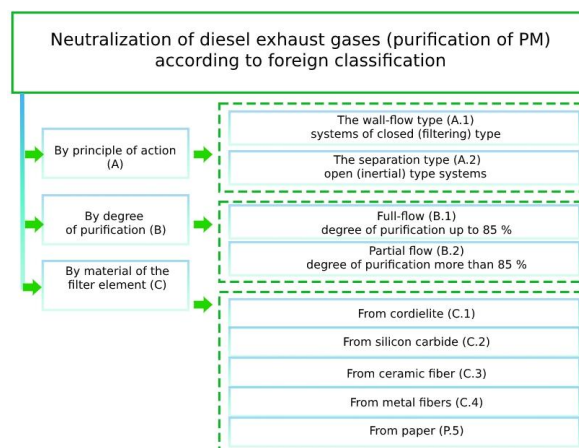 Neutralization of diesel exhaust gases (purification of PM)
according to foreign classification
By principle of action
(A)
The wall-flow type (A.1)
systems of closed (filtering) type
The separation type (A.2)
open (inertial) type systems
By degree
of purification (B)
Full-flow (B.1)
degree of purification up to 85 %
Partial flow (B.2)
degree of purification more than 85 %
By material of the
filter element (C)
From cordielite (C.1)
From silicon carbide (C.2)
From ceramic fiber (C.3)
From metal fibers (C.4)
From paper (P.5)